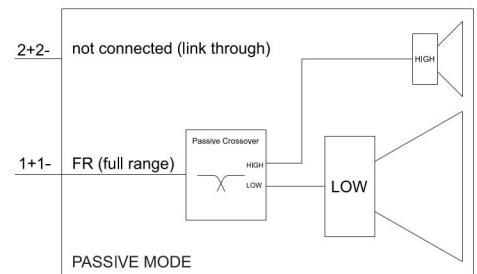 2+2- not connected (link through)
HIGH
Passive Crossover
HIGH
1+1- FR (full range)
LOW
LOW
PASSIVE MODE